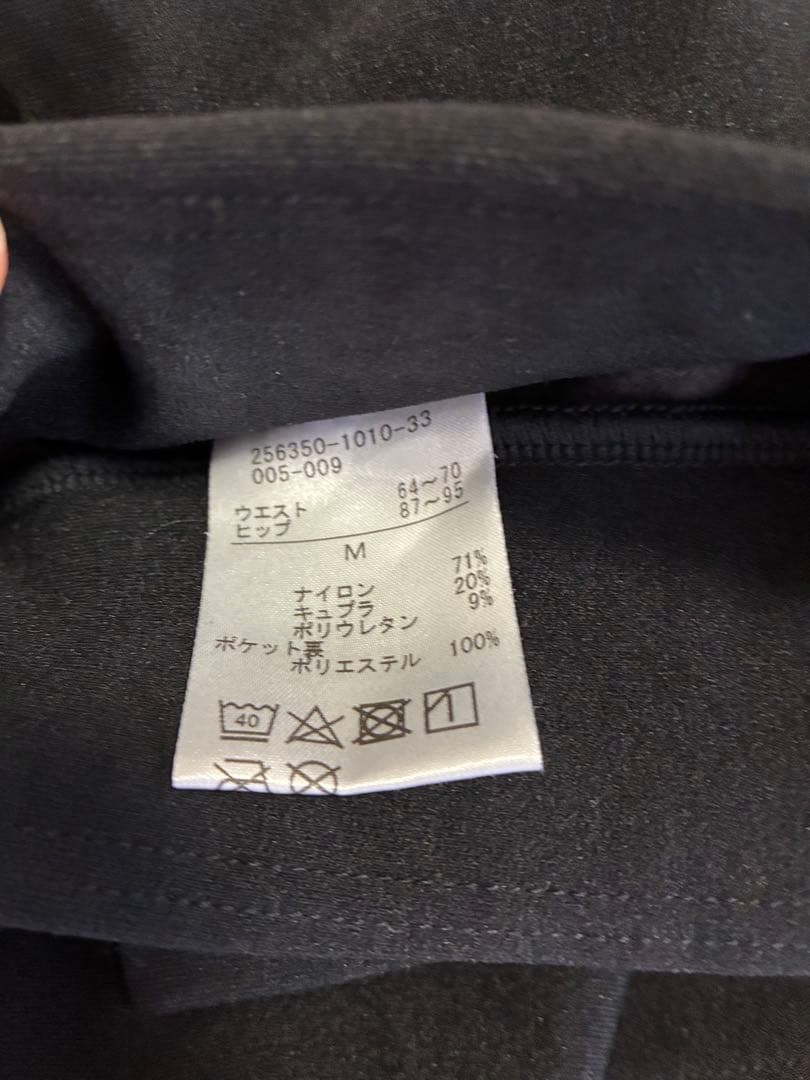 256350-1010-33
005-009
ウエスト 64～70
ヒップ 87～95
M
ナイロン 71%
キュプラ 20%
ポリウレタン 9%
ポケット裏
ポリエステル 100%
40